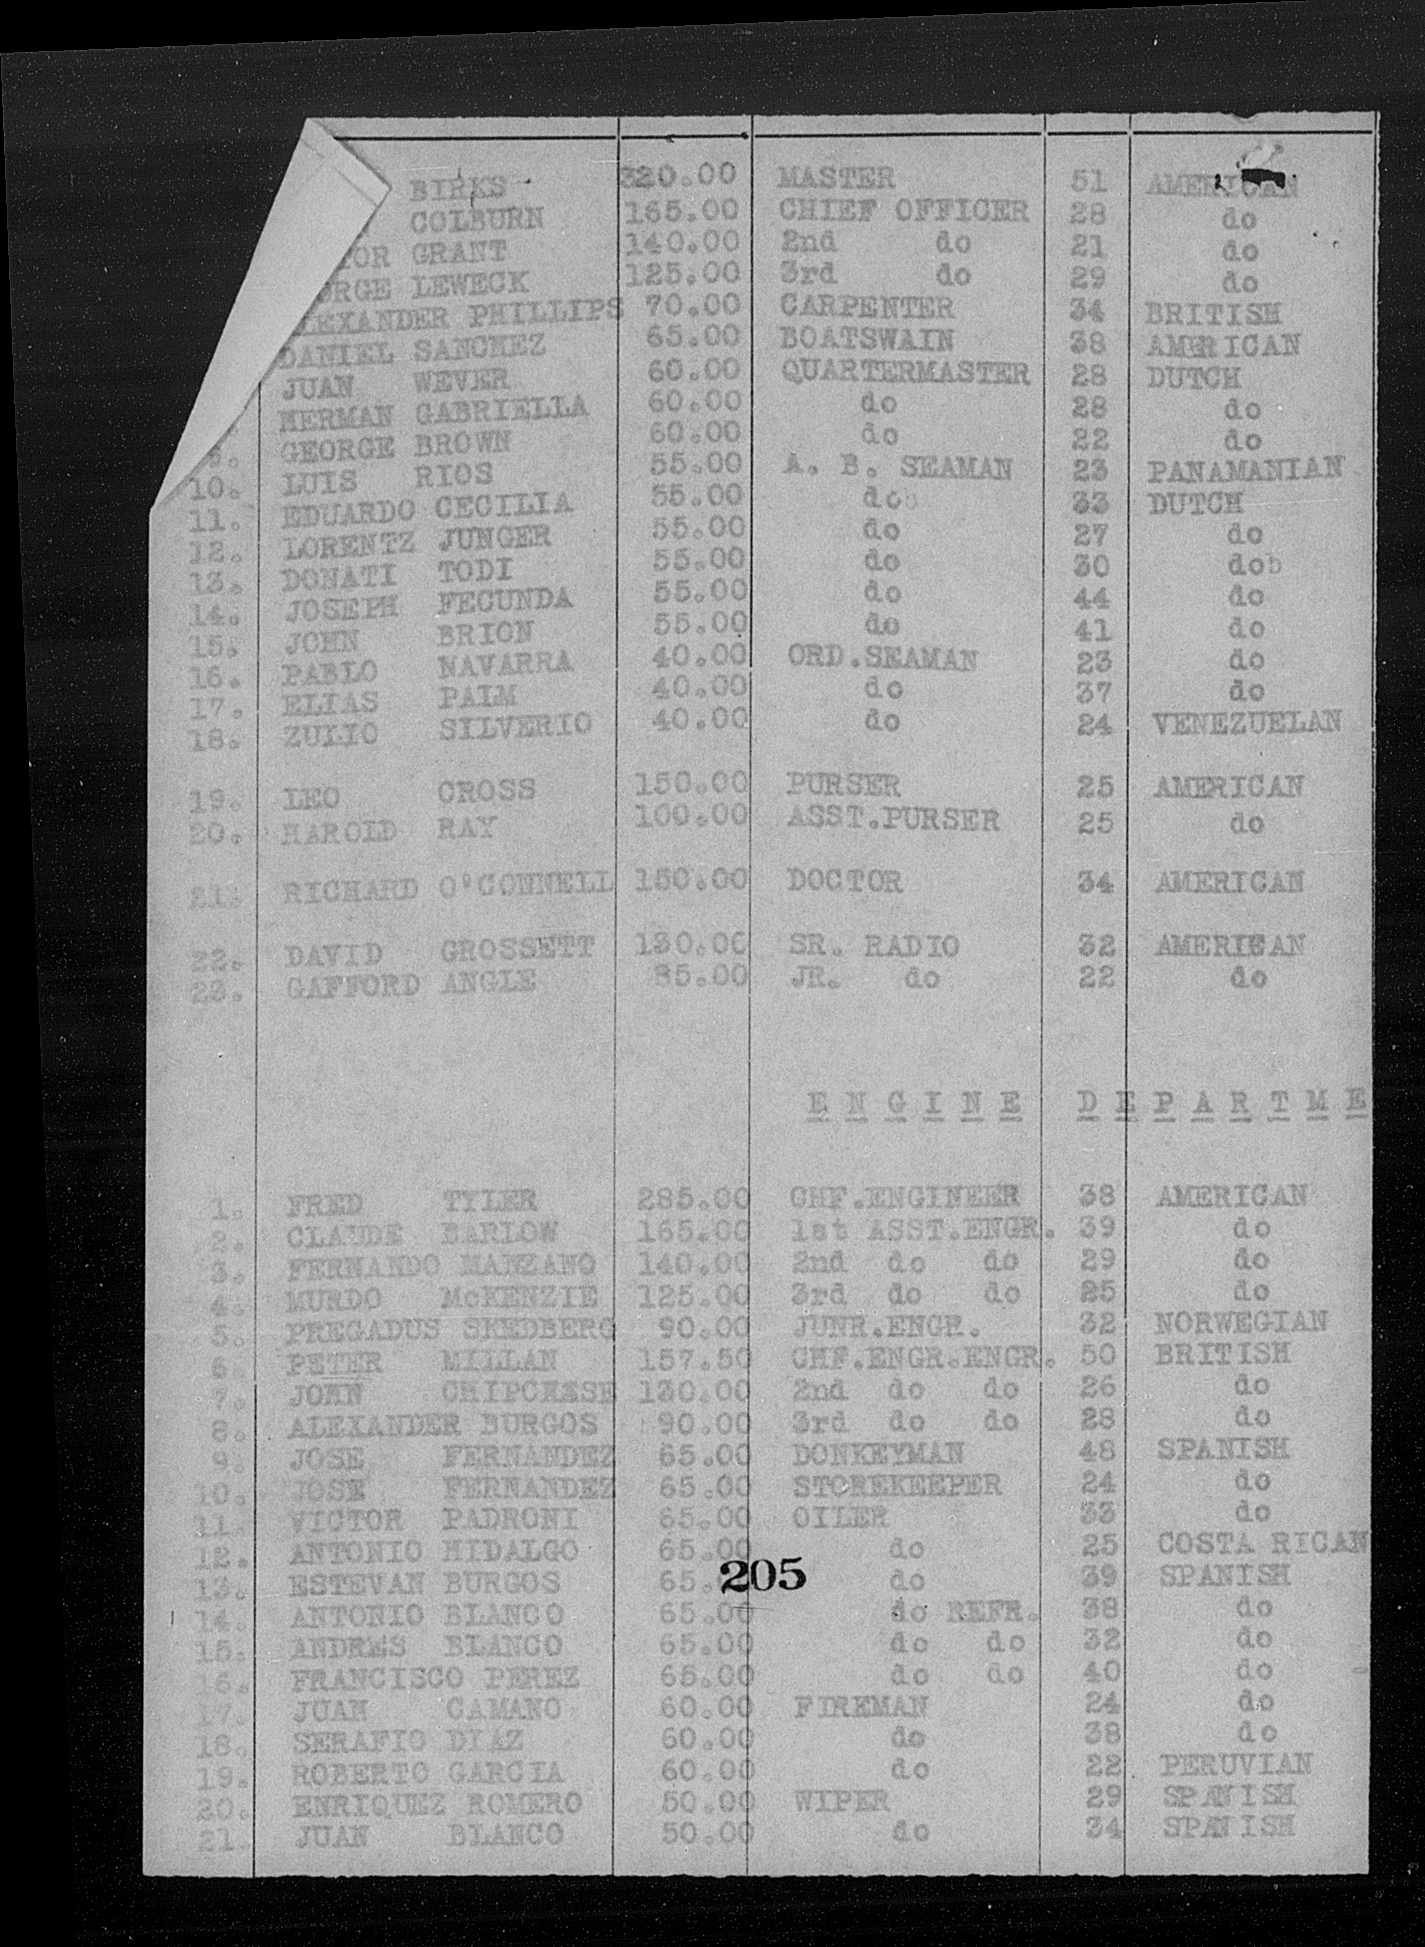 BIRKS 320.00 MASTER 51 AMERICAN
COLBURN 165.00 CHIEF OFFICER 28 do
TOR GRANT 140.00 2nd do 21 do
ORGE LEWECK 125.00 3rd do 29 do
LEXANDER PHILLIPS 70.00 CARPENTER 34 BRITISH
DANIEL SANCHEZ 65.00 BOATSWAIN 38 AMERICAN
JUAN WEVER 60.00 QUARTERMASTER 28 DUTCH
HERMAN GABRIELLA 60.00 do 28 do
9. GEORGE BROWN 60.00 do 22 do
10. LUIS RIOS 55.00 A. B. SEAMAN 23 PANAMANIAN
11. EDUARDO CECILIA 55.00 do 33 DUTCH
12. LORENTZ JUNGER 55.00 do 27 do
13. DONATI TODI 55.00 do 30 do
14. JOSEPH FECUNDA 55.00 do 44 do
15. JOHN BRION 55.00 do 41 do
16. PABLO NAVARRA 40.00 ORD.SEAMAN 23 do
17. ELIAS PALM 40.00 do 37 do
18. ZULIO SILVERIO 40.00 do 24 VENEZUELAN
19. LEO CROSS 150.00 PURSER 25 AMERICAN
20. HAROLD RAY 100.00 ASST.PURSER 25 do
21. RICHARD O'CONNELL 150.00 DOCTOR 34 AMERICAN
22. DAVID GROSSETT 130.00 SR. RADIO 32 AMERICAN
23. GAFFORD ANGLE 85.00 JR. do 22 do
E N G I N E D E P A R T M E
1. FRED TYLER 285.00 CHF.ENGINEER 38 AMERICAN
2. CLAUDE BARLOW 165.00 1st ASST.ENGR. 39 do
3. FERNANDO MANZANO 140.00 2nd do do 29 do
4. MURDO McKENZIE 125.00 3rd do do 25 do
5. PREGADUS SKEDBERG 90.00 JUNR.ENGR. 32 NORWEGIAN
6. PETER MILLAN 157.50 CHF.ENGR.ENGR. 50 BRITISH
7. JOHN CHIPCHASE 130.00 2nd do do 26 do
8. ALEXANDER BURGOS 90.00 3rd do do 28 do
9. JOSE FERNANDEZ 65.00 DONKEYMAN 48 SPANISH
10. JOSE FERNANDEZ 65.00 STOREKEEPER 24 do
11. VICTOR PADRONI 65.00 OILER 33 do
12. ANTONIO HIDALGO 65.00 do 25 COSTA RICAN
13. ESTEVAN BURGOS 65. 205 do 39 SPANISH
14. ANTONIO BLANCO 65.00 do REFR. 38 do
15. ANDRES BLANCO 65.00 do do 32 do
16. FRANCISCO PEREZ 65.00 do do 40 do
17. JUAN CAMANO 60.00 FIREMAN 24 do
18. SERAFIO DIAZ 60.00 do 38 do
19. ROBERTO GARCIA 60.00 do 22 PERUVIAN
20. ENRIQUEZ ROMERO 50.00 WIPER 29 SPANISH
21. JUAN BLANCO 50.00 do 34 SPANISH